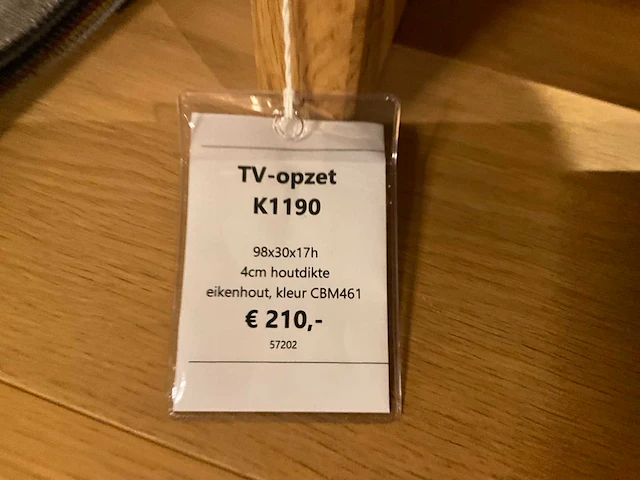 TV-opzet
K1190
98x30x17h
4cm houtdikte
eikenhout, kleur CBM461
€ 210,-
57202